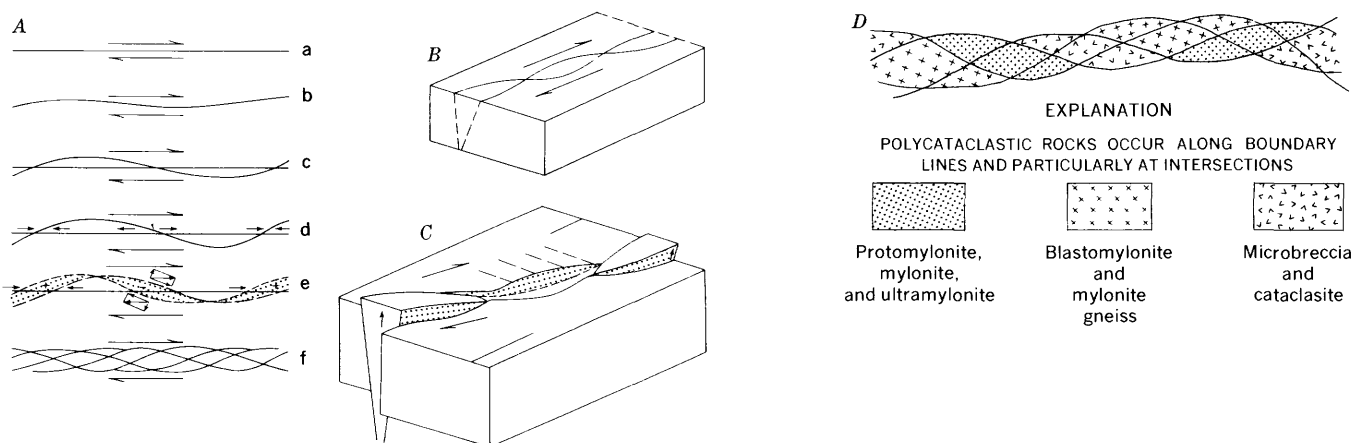 A
a
b
c
d
e
f
B
C
D
EXPLANATION
POLYCATACLASTIC ROCKS OCCUR ALONG BOUNDARY
LINES AND PARTICULARLY AT INTERSECTIONS
Protomylonite,
mylonite,
and ultramylonite
Blastomylonite
and
mylonite
gneiss
Microbreccia
and
cataclasite